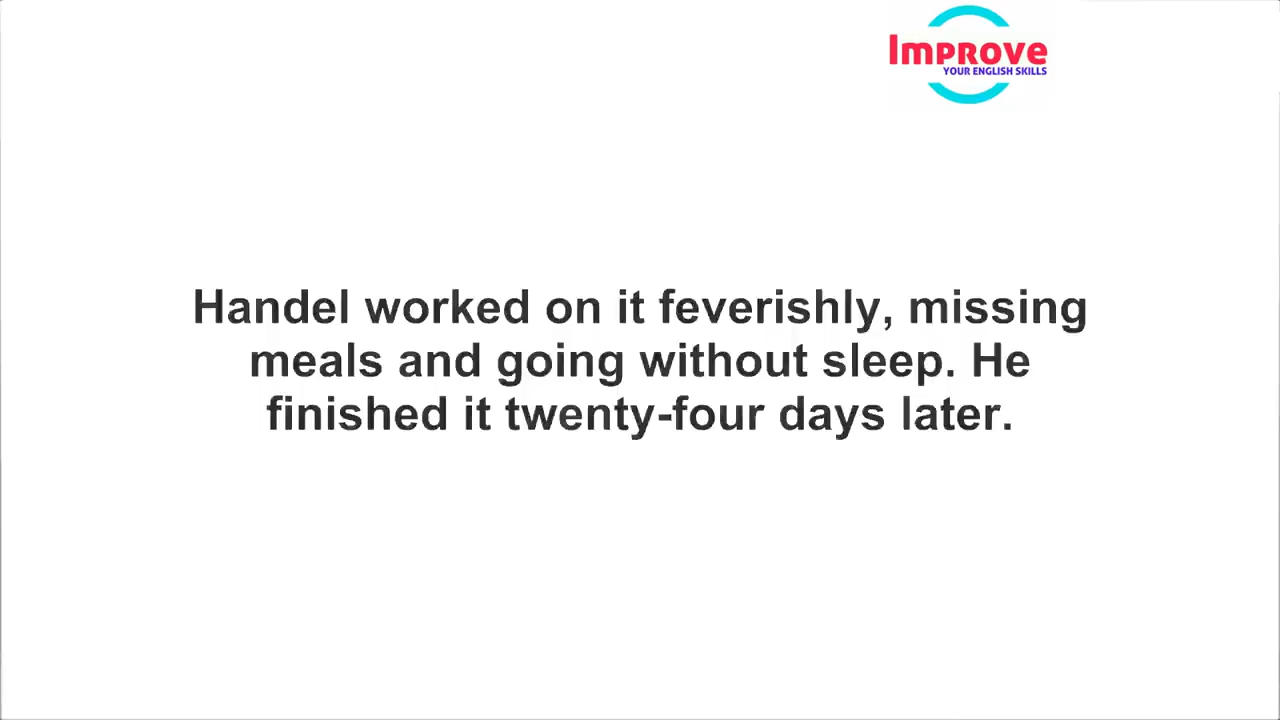 Improve
YOUR ENGLISH SKILLS
Handel worked on it feverishly, missing
meals and going without sleep. He
finished it twenty-four days later.